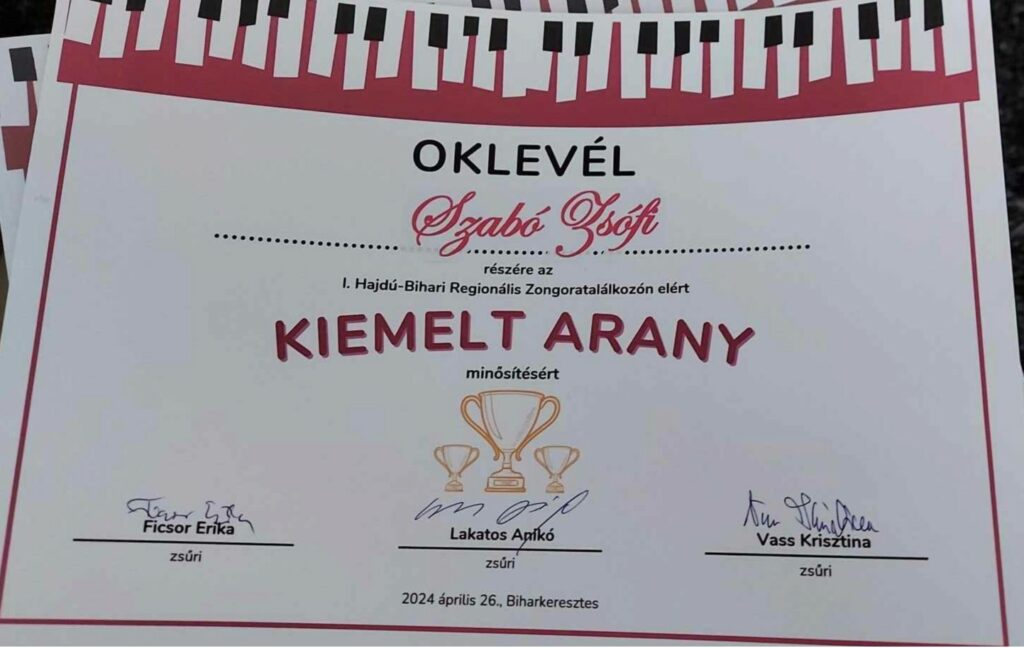 OKLEVÉL
Szabó Zsófi
részére az
I. Hajdú-Bihari Regionális Zongoratalálkozón elért
KIEMELT ARANY
minősítésért
Ficsor Erika
zsűri
Lakatos Anikó
zsűri
Vass Krisztina
zsűri
2024 április 26., Biharkeresztes